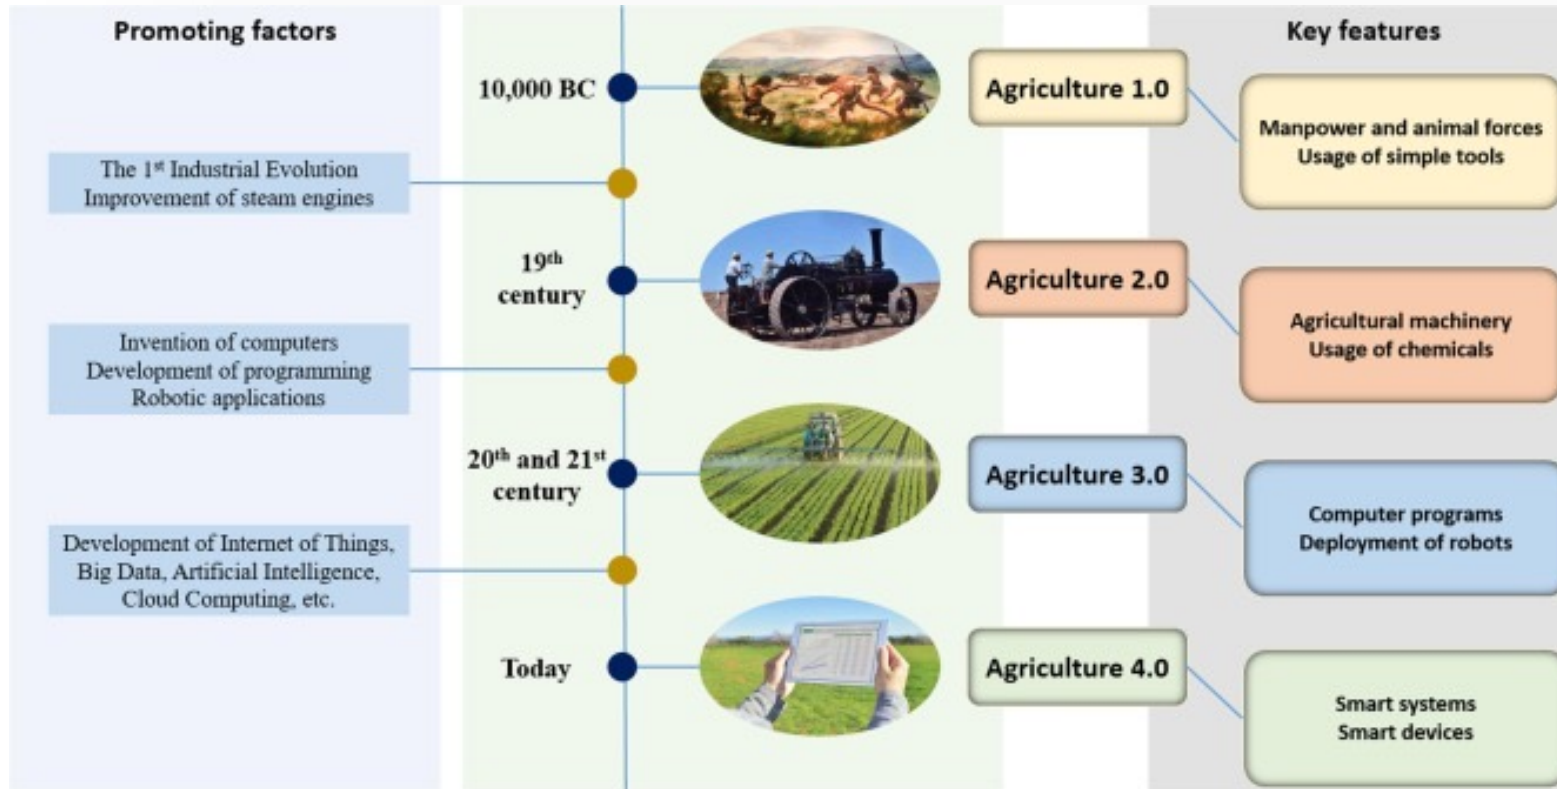 Promoting factors
Key features
10,000 BC
Agriculture 1.0
Manpower and animal forces
Usage of simple tools
The 1st Industrial Evolution
Improvement of steam engines
19th
century
Agriculture 2.0
Agricultural machinery
Usage of chemicals
Invention of computers
Development of programming
Robotic applications
20th and 21st
century
Agriculture 3.0
Computer programs
Deployment of robots
Development of Internet of Things,
Big Data, Artificial Intelligence,
Cloud Computing, etc.
Today
Agriculture 4.0
Smart systems
Smart devices